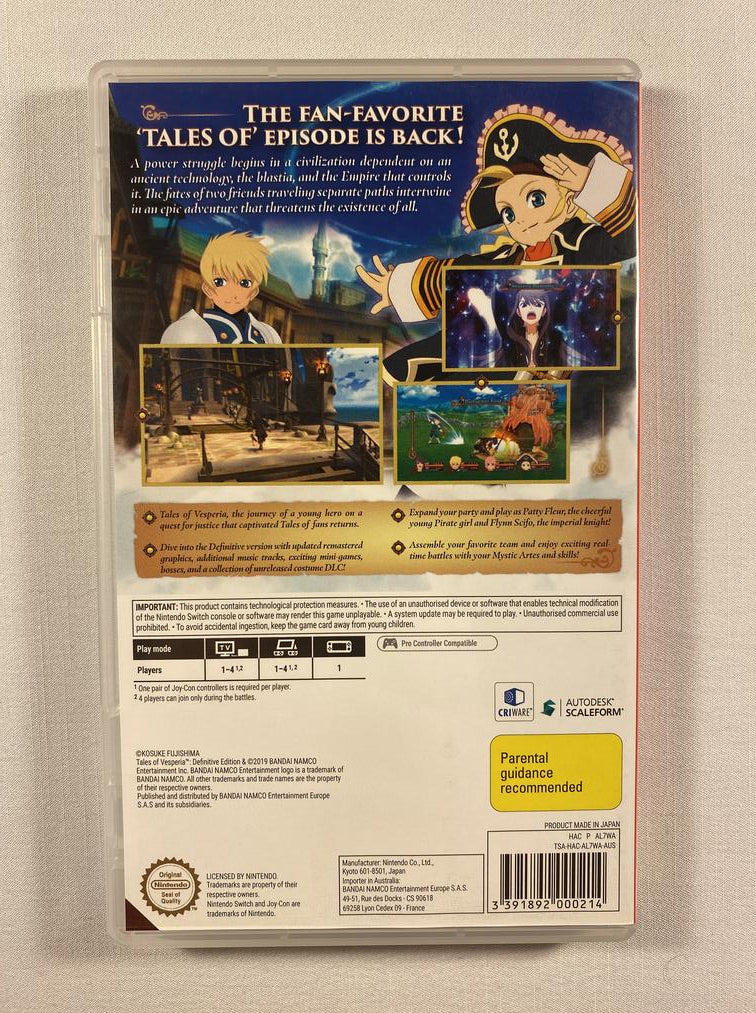 THE FAN-FAVORITE
'TALES OF' EPISODE IS BACK!
A power struggle begins in a civilization dependent on an
ancient technology, the blastia, and the Empire that controls
it. The fates of two friends traveling separate paths intertwine
in an epic adventure that threatens the existence of all.
Tales of Vesperia, the journey of a young hero on a
quest for justice that captivated Tales of fans returns.
Dive into the Definitive version with updated remastered
graphics, additional music tracks, exciting mini-games,
bosses, and a collection of unreleased costume DLC!
Expand your party and play as Patty Fleur, the cheerful
young Pirate girl and Flynn Scifo, the imperial knight!
Assemble your favorite team and enjoy exciting real-
time battles with your Mystic Artes and skills!
IMPORTANT: This product contains technological protection measures. • The use of an unauthorised device or software that enables technical modification
of the Nintendo Switch console or software may render this game unplayable. • A system update may be required to play. • Unauthorised commercial use
prohibited. • To avoid accidental ingestion, keep the game card away from young children.
Play mode TV
Players 1-4 1,2 1-4 1,2 1
Pro Controller Compatible
1 One pair of Joy-Con controllers is required per player.
2 4 players can join only during the battles.
CRIWARE™
AUTODESK®
SCALEFORM®
©KOSUKE FUJISHIMA
Tales of Vesperia™: Definitive Edition & ©2019 BANDAI NAMCO
Entertainment Inc. BANDAI NAMCO Entertainment logo is a trademark of
BANDAI NAMCO. All other trademarks and trade names are the property
of their respective owners.
Published and distributed by BANDAI NAMCO Entertainment Europe
S.A.S and its subsidiaries.
Parental
guidance
recommended
PRODUCT MADE IN JAPAN
HAC P AL7WA
TSA-HAC-AL7WA-AUS
3 391892 000214
Original
Nintendo
Seal of
Quality
LICENSED BY NINTENDO.
Trademarks are property of their
respective owners.
Nintendo Switch and Joy-Con are
trademarks of Nintendo.
Manufacturer: Nintendo Co., Ltd.,
Kyoto 601-8501, Japan
Importer in Australia:
BANDAI NAMCO Entertainment Europe S.A.S.
49-51, Rue des Docks - CS 90618
69258 Lyon Cedex 09 - France